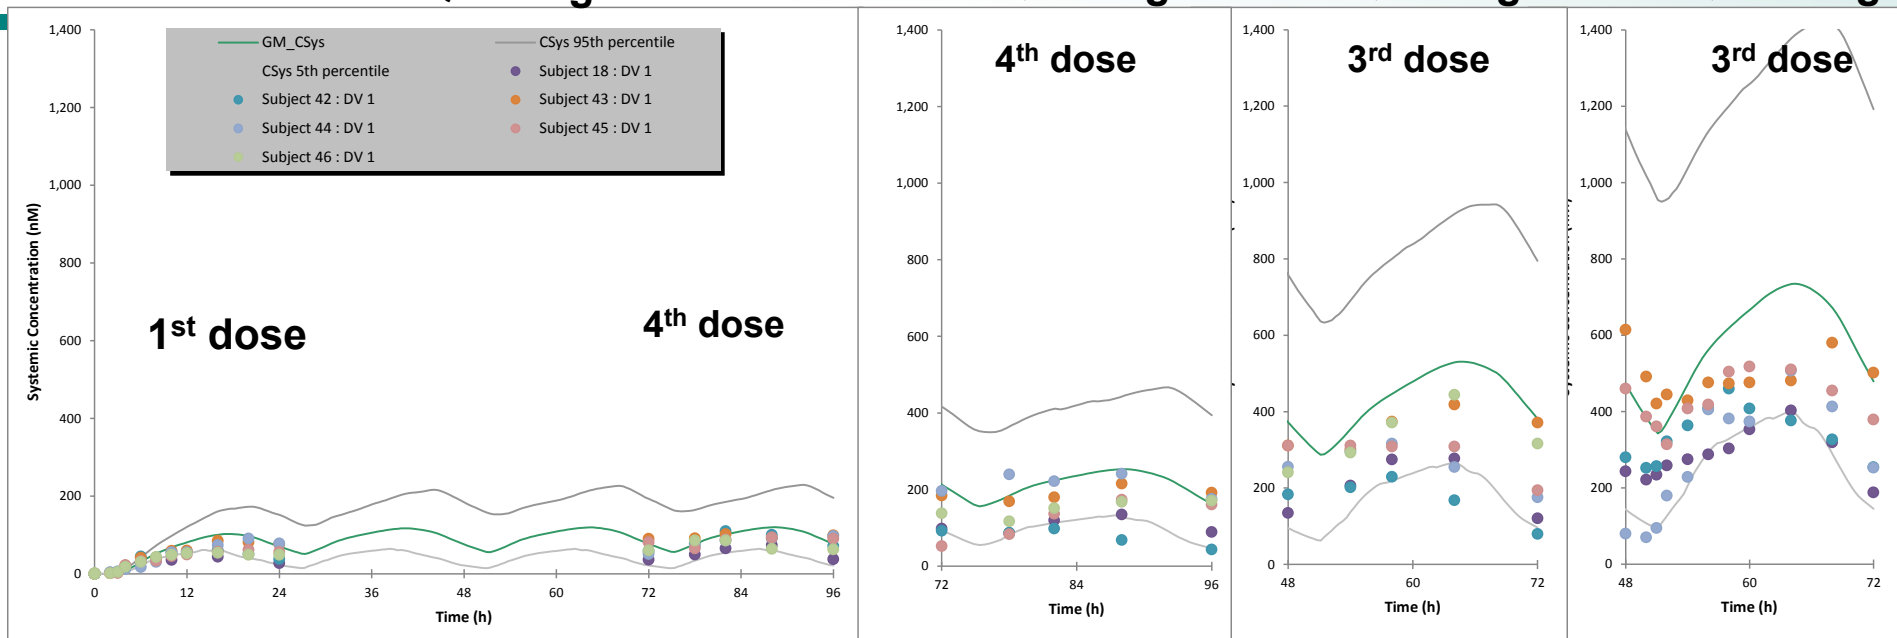 1,400
1,200
1,000
800
600
400
200
0
Systemic Concentration (nM)
GM_CSys
CSys 95th percentile
CSys 5th percentile
Subject 18 : DV 1
Subject 42 : DV 1
Subject 43 : DV 1
Subject 44 : DV 1
Subject 45 : DV 1
Subject 46 : DV 1
1st dose
4th dose
0 12 24 36 48 60 72 84 96
Time (h)
4th dose
1,400
1,200
1,000
800
600
400
200
0
72 84 96
Time (h)
3rd dose
1,400
1,200
1,000
800
600
400
200
0
48 60 72
Time (h)
3rd dose
1,400
1,200
1,000
800
600
400
200
0
48 60 72
Time (h)